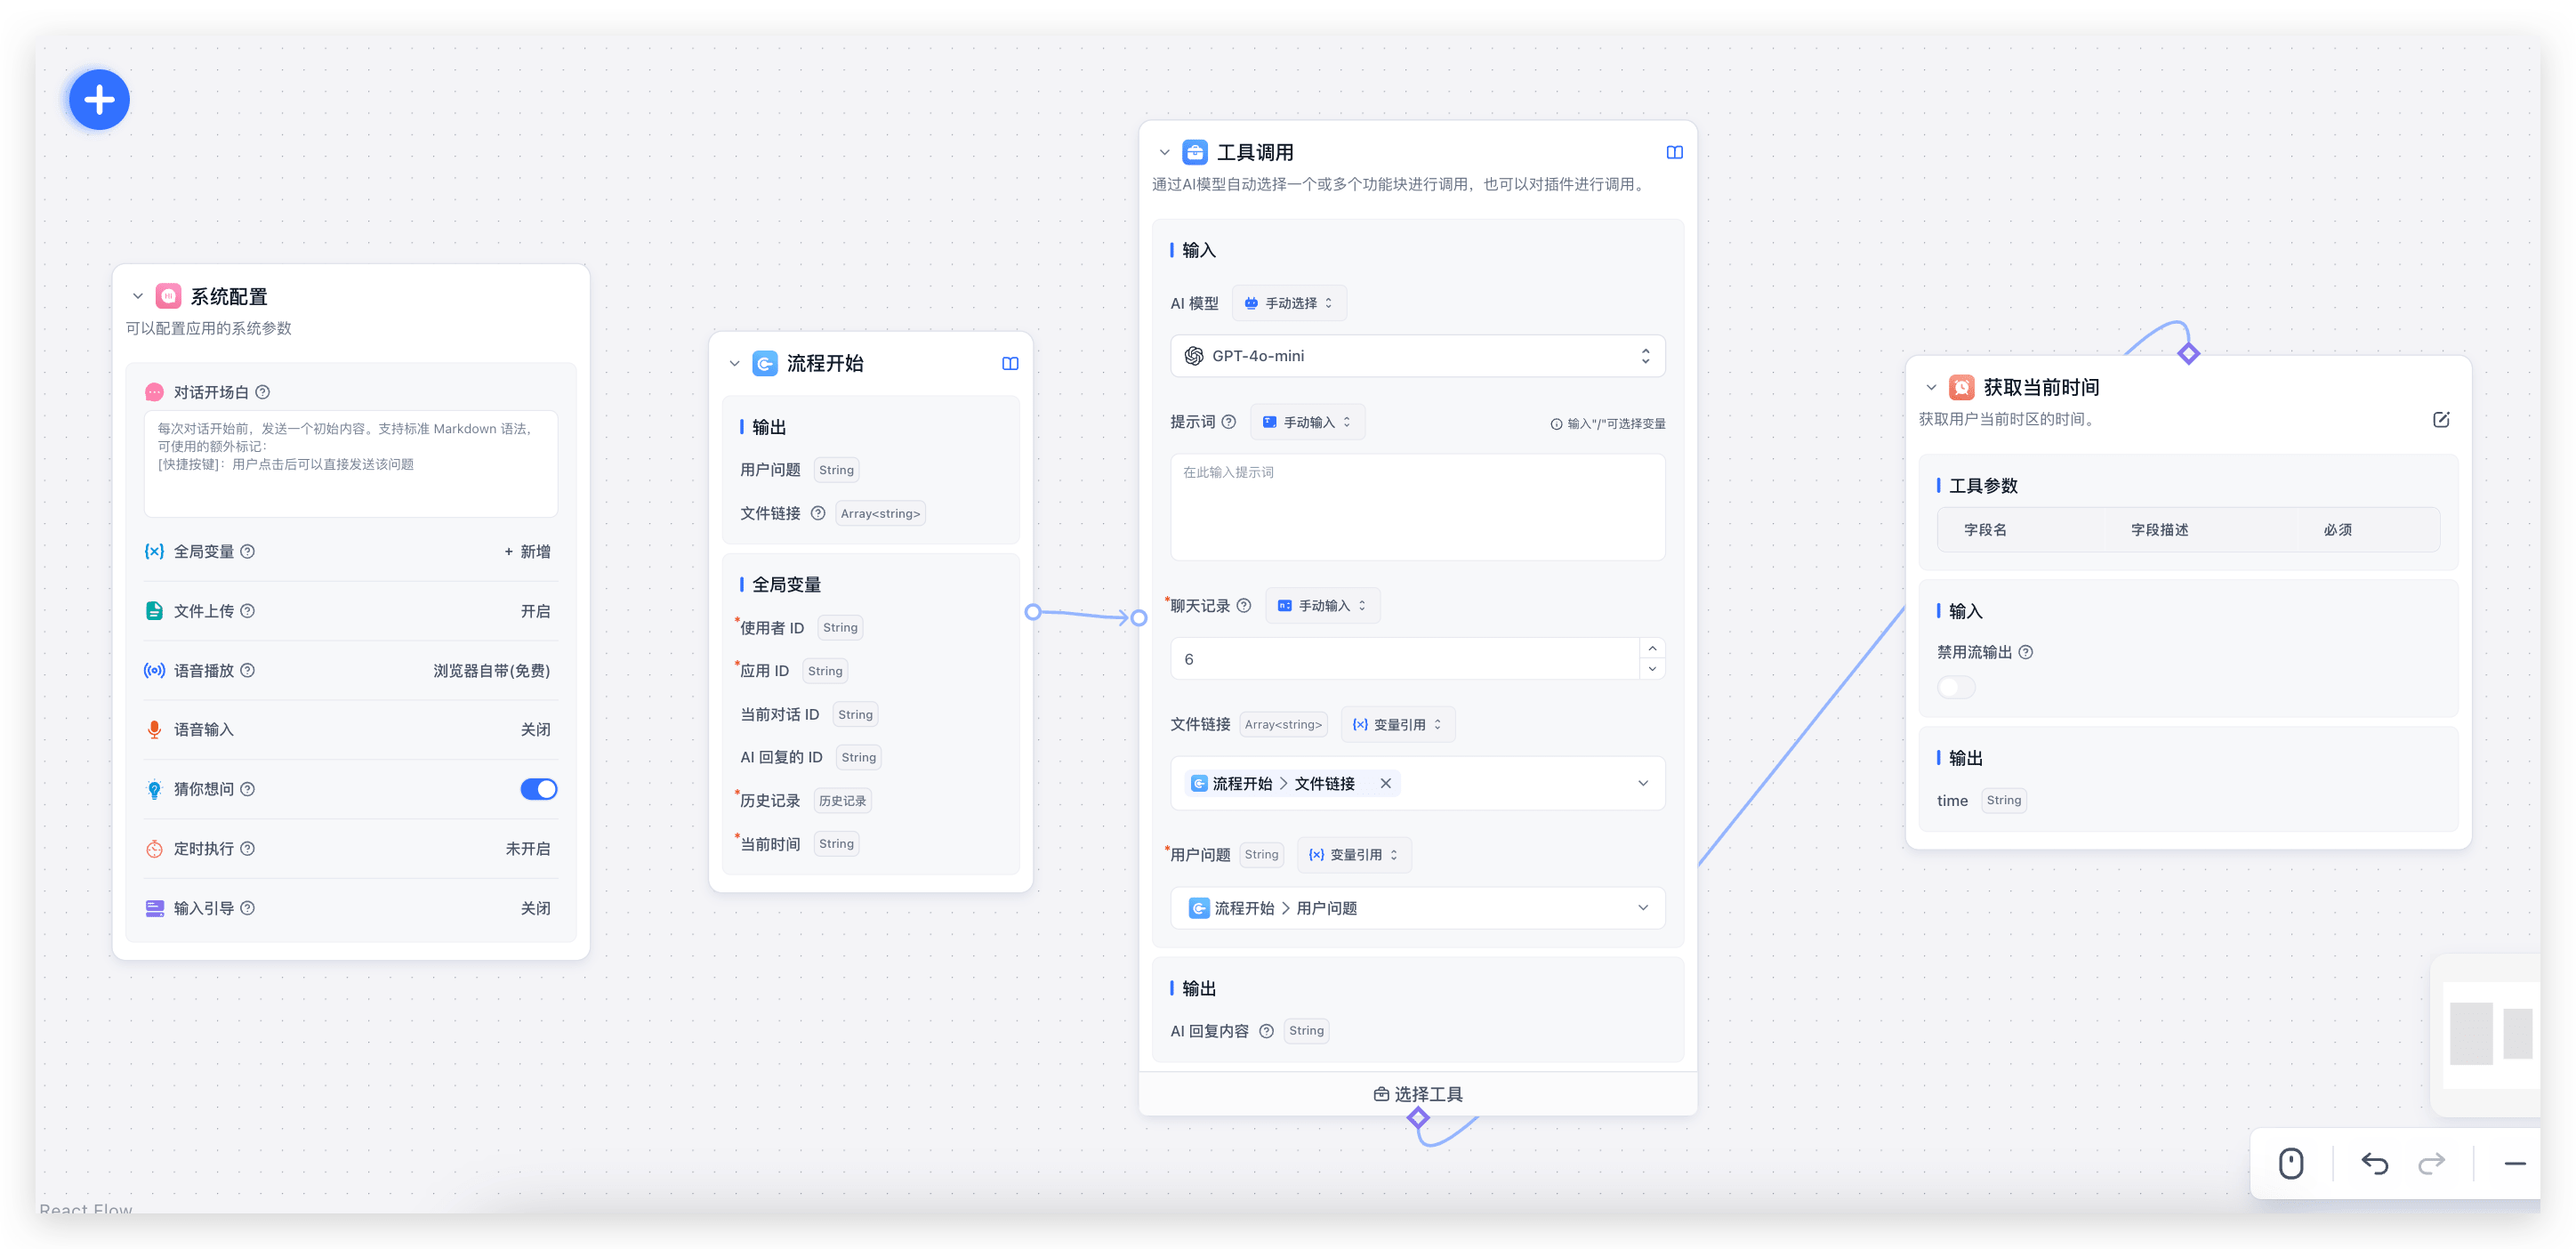 系统配置
可以配置应用的系统参数
对话开场白
每次对话开始前，发送一个初始内容。支持标准 Markdown 语法，
可使用的额外标记：
[快捷按键]：用户点击后可以直接发送该问题
全局变量
+ 新增
文件上传
开启
语音播放
浏览器自带(免费)
语音输入
关闭
猜你想问
定时执行
未开启
输入引导
关闭
流程开始
输出
用户问题 String
文件链接 Array<string>
全局变量
*使用者 ID String
*应用 ID String
当前对话 ID String
AI 回复的 ID String
*历史记录 历史记录
*当前时间 String
工具调用
通过AI模型自动选择一个或多个功能块进行调用，也可以对插件进行调用。
输入
AI 模型 手动选择
GPT-4o-mini
提示词 手动输入 输入"/"可选择变量
在此输入提示词
*聊天记录 手动输入
6
文件链接 Array<string> 变量引用
流程开始 > 文件链接
*用户问题 String 变量引用
流程开始 > 用户问题
输出
AI 回复内容 String
选择工具
获取当前时间
获取用户当前时区的时间。
工具参数
字段名 字段描述 必须
输入
禁用流输出
输出
time String
React Flow